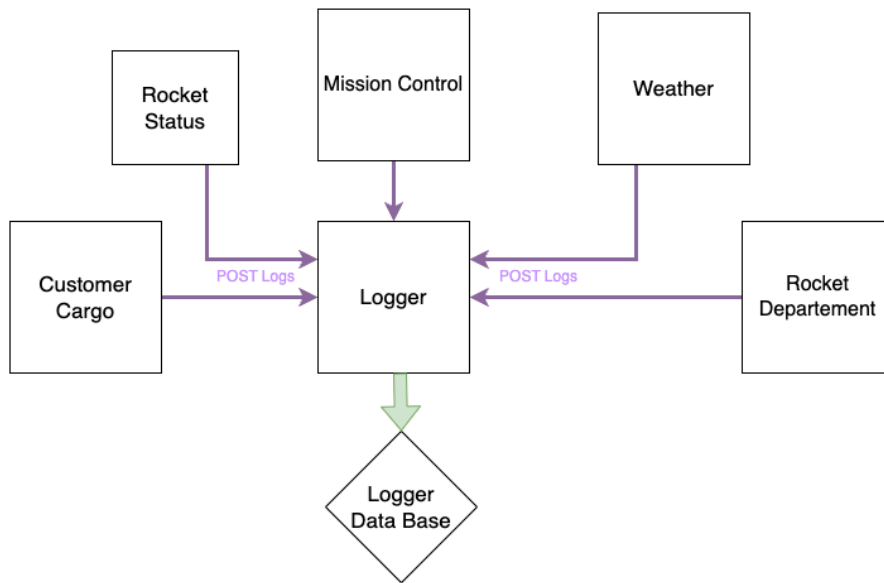 Rocket
Status
Mission Control
Weather
Customer
Cargo
POST Logs
Logger
POST Logs
Rocket
Departement
Logger
Data Base